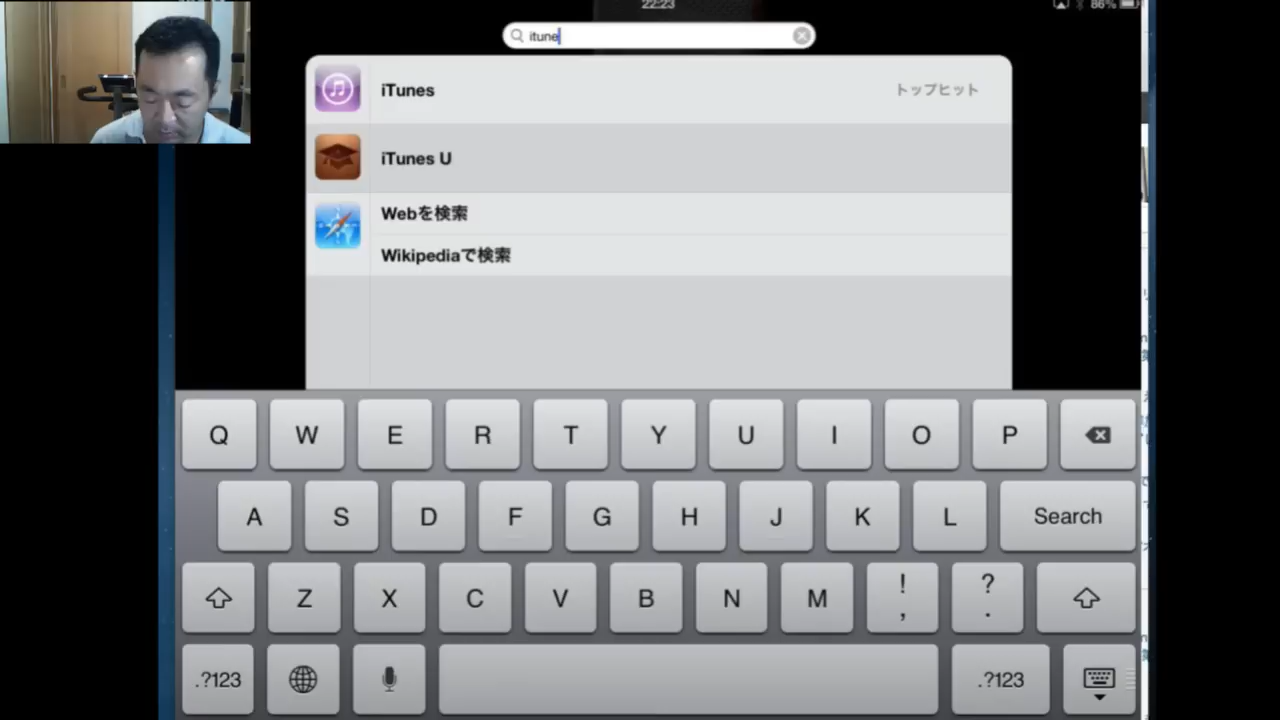 22:23
86%
itune
iTunes
トップヒット
iTunes U
Webを検索
Wikipediaで検索
Q W E R T Y U I O P
A S D F G H J K L Search
Z X C V B N M ! , ? .
.?123 .?123